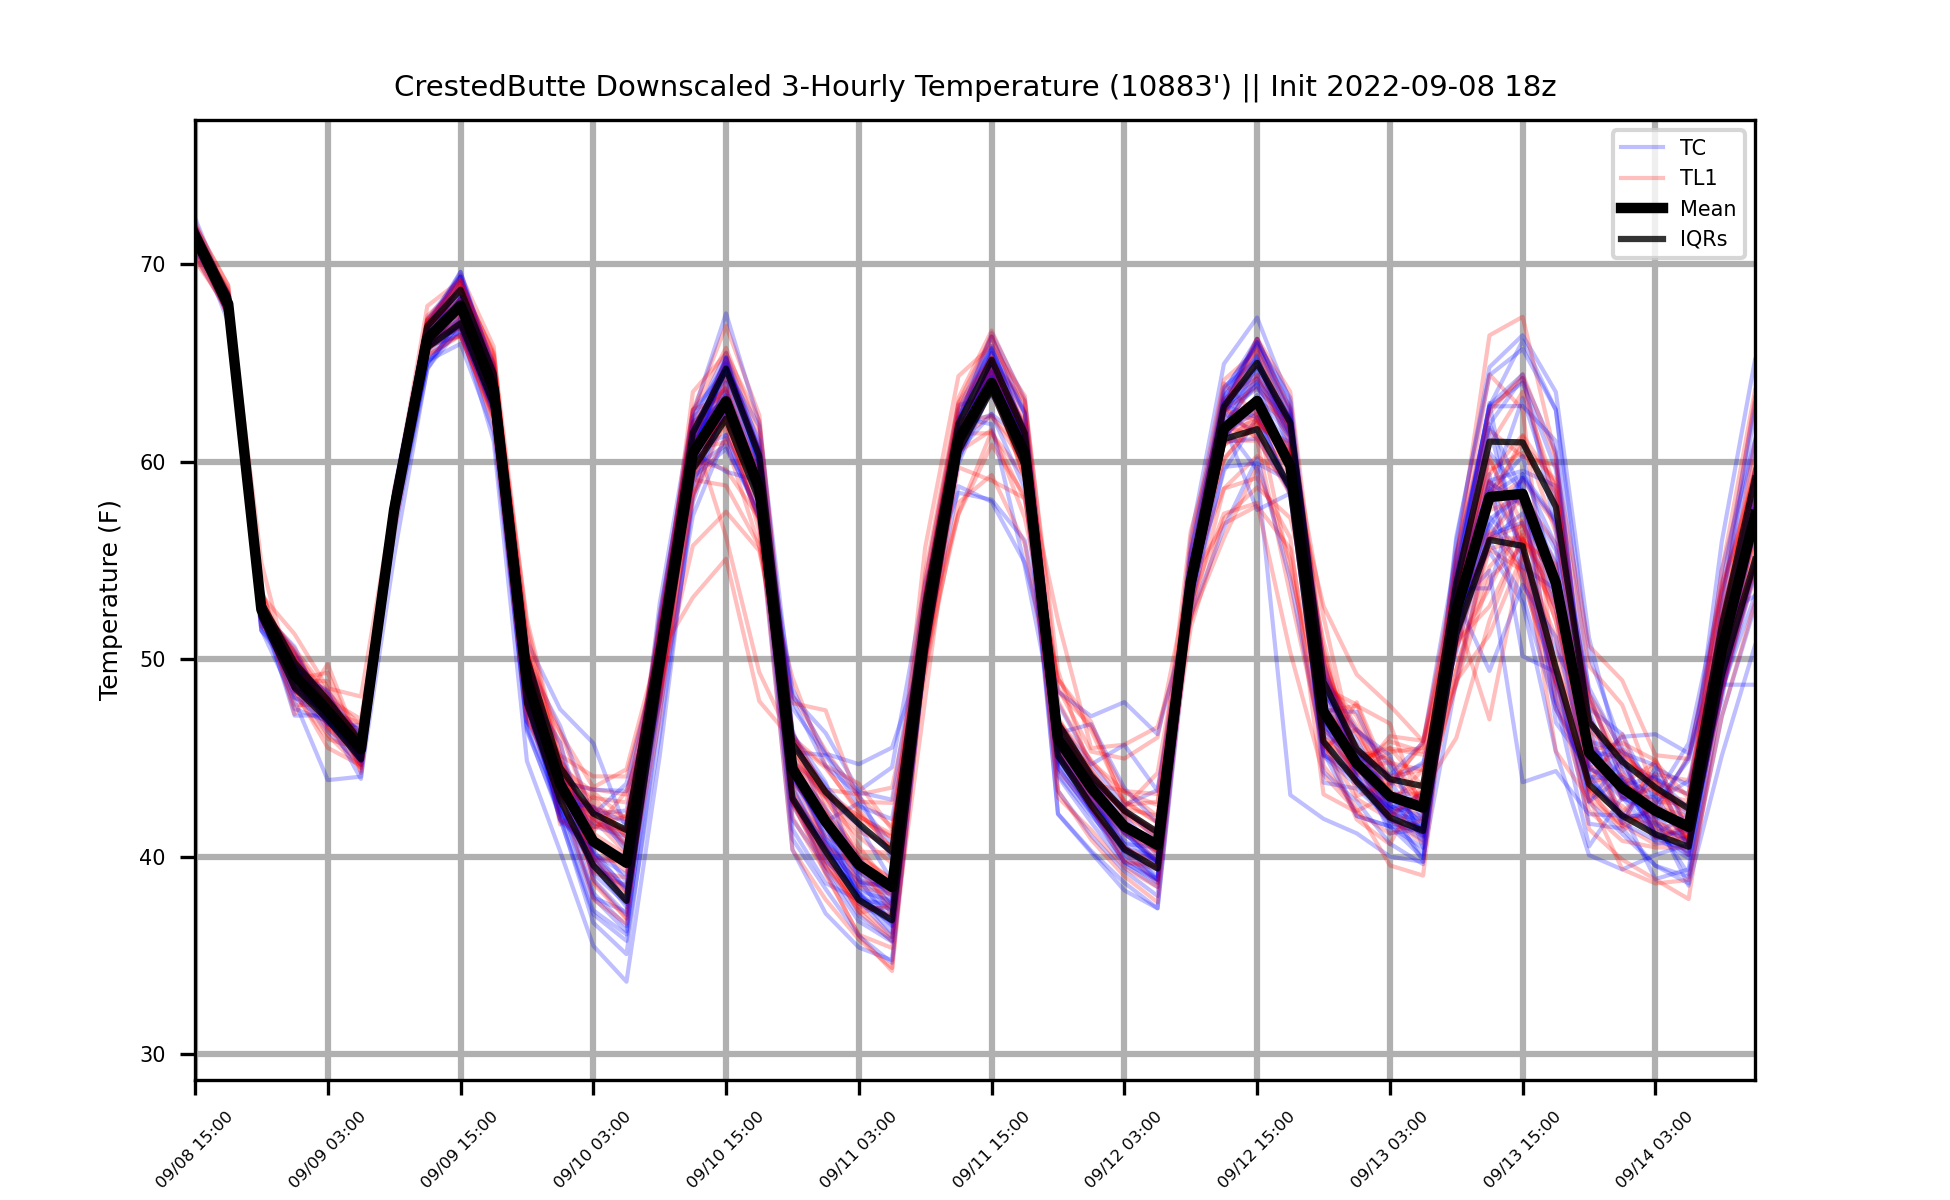 CrestedButte Downscaled 3-Hourly Temperature (10883') || Init 2022-09-08 18z
TC
TL1
Mean
IQRs
Temperature (F)
70
60
50
40
30
09/08 15:00
09/09 03:00
09/09 15:00
09/10 03:00
09/10 15:00
09/11 03:00
09/11 15:00
09/12 03:00
09/12 15:00
09/13 03:00
09/13 15:00
09/14 03:00